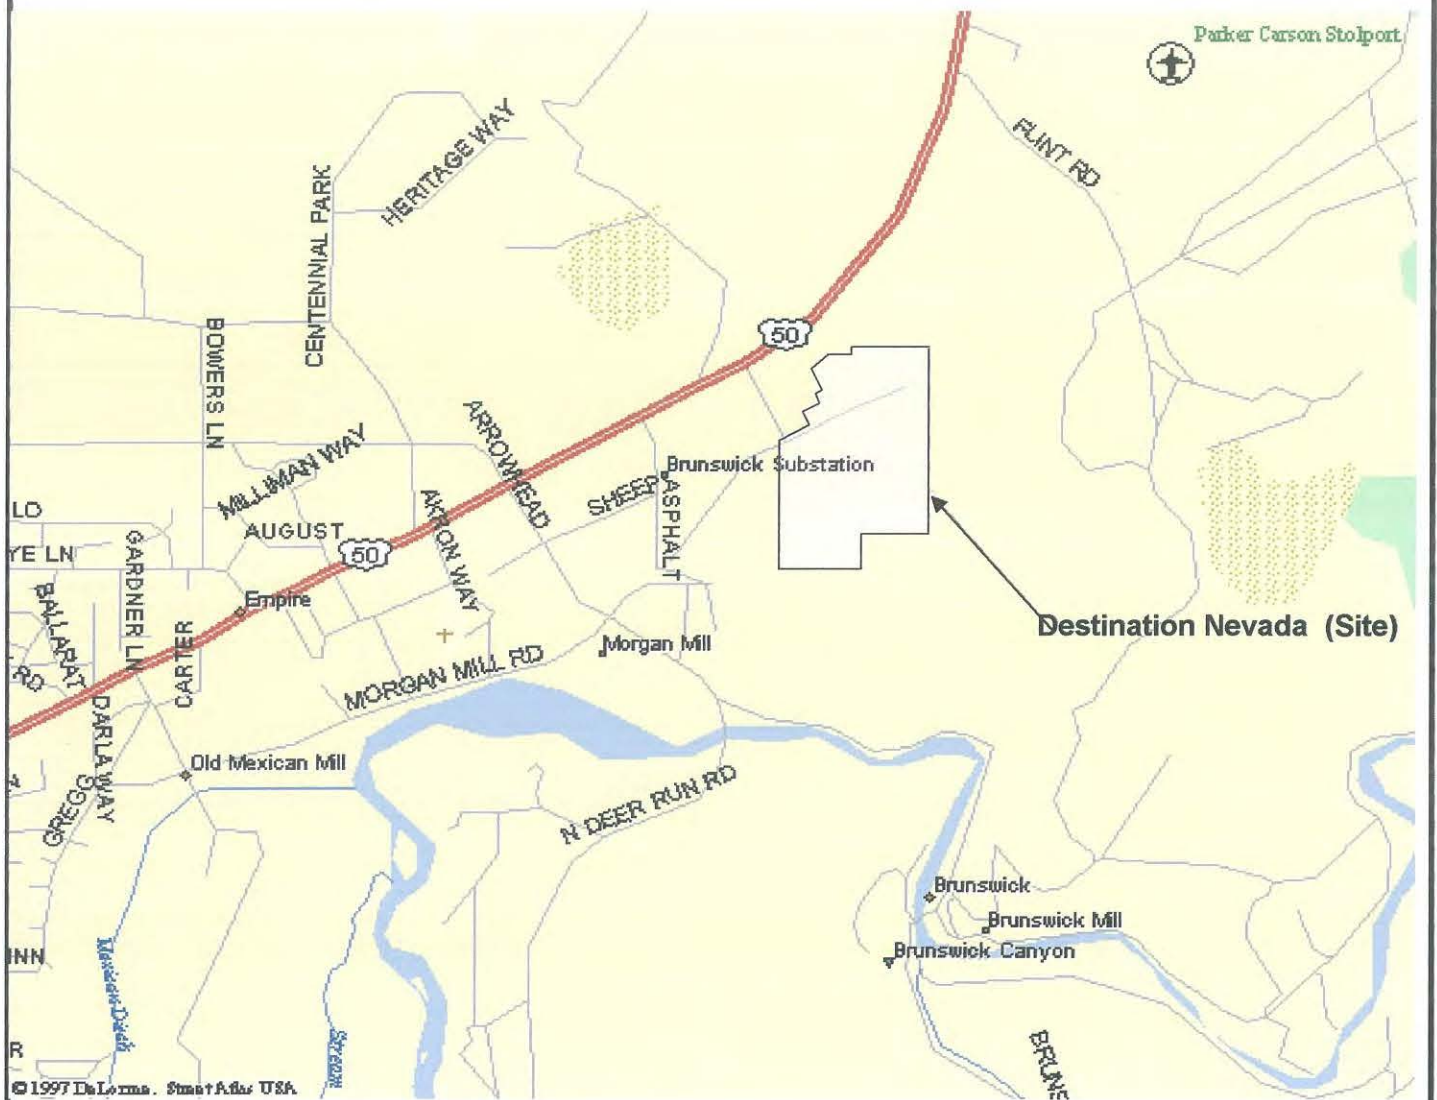 Parker Carson Stolport
FLINT RD
HERITAGE WAY
CENTENNIAL PARK
50
BOWERS LN
MILLIMAN WAY
ARROWHEAD
Brunswick Substation
SHEEP
ASPHALT
AKRON WAY
LO
AUGUST
50
YE LN
GARDNER LN
BALLARAT
Empire
CARTER
Destination Nevada (Site)
Morgan Mill
MORGAN MILL RD
RD
DARLA WAY
Old Mexican Mill
GREGG
A
N DEER RUN RD
Brunswick
Brunswick Mill
Brunswick Canyon
INN
Mexican Ditch
Stream
BRUNS
R
©1997 DeLorme. Street Atlas USA